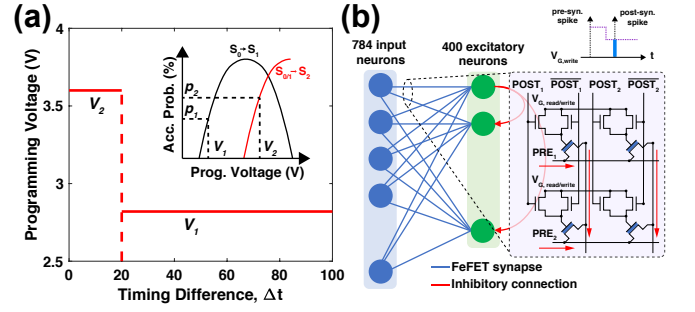 (a)
Programming Voltage (V)
4
3.5
3
2.5
0 20 40 60 80 100
Timing Difference, Δt
V2
V1
Acc. Prob. (%)
S0→S1
S0/1→S2
p2
p1
V1 V2
Prog. Voltage (V)
(b)
pre-syn. spike
post-syn. spike
VG,write
t
784 input
neurons
400 excitatory
neurons
POST1 POST1 POST2 POST2
VG, read/write
PRE1
VG, read/write
PRE2
FeFET synapse
Inhibitory connection